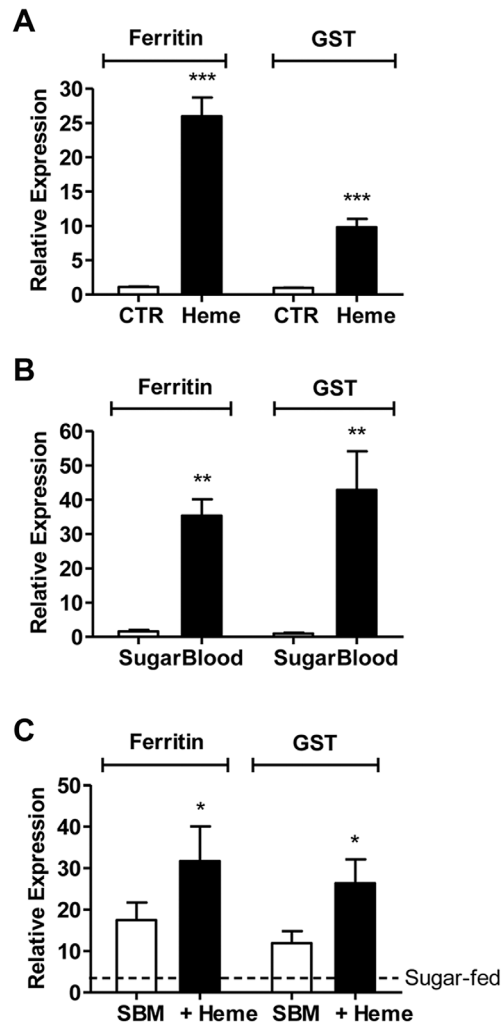 A
Ferritin GST
*** ***
Relative Expression
30
25
20
15
10
5
0
CTR Heme CTR Heme
B
Ferritin GST
** **
Relative Expression
60
50
40
30
20
10
0
SugarBlood SugarBlood
C
Ferritin GST
* *
Relative Expression
50
40
30
20
10
0
Sugar-fed
SBM + Heme SBM + Heme